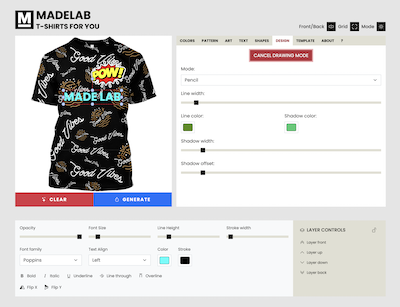 MADELAB
T-SHIRTS FOR YOU
Front/Back
Grid
Mode
COLORS PATTERN ART TEXT SHAPES DESIGN TEMPLATE ABOUT ?
CANCEL DRAWING MODE
Mode:
Pencil
Line width:
Line color:
Shadow color:
Shadow width:
Shadow offset:
Good Vibes
POW!
MADE LAB
CLEAR
GENERATE
Opacity
Font Size
Line Height
Stroke width
Font family
Text Align
Color
Stroke
Poppins
Left
Bold
Italic
Underline
Line through
Overline
Flip X
Flip Y
LAYER CONTROLS
Layer front
Layer up
Layer down
Layer back